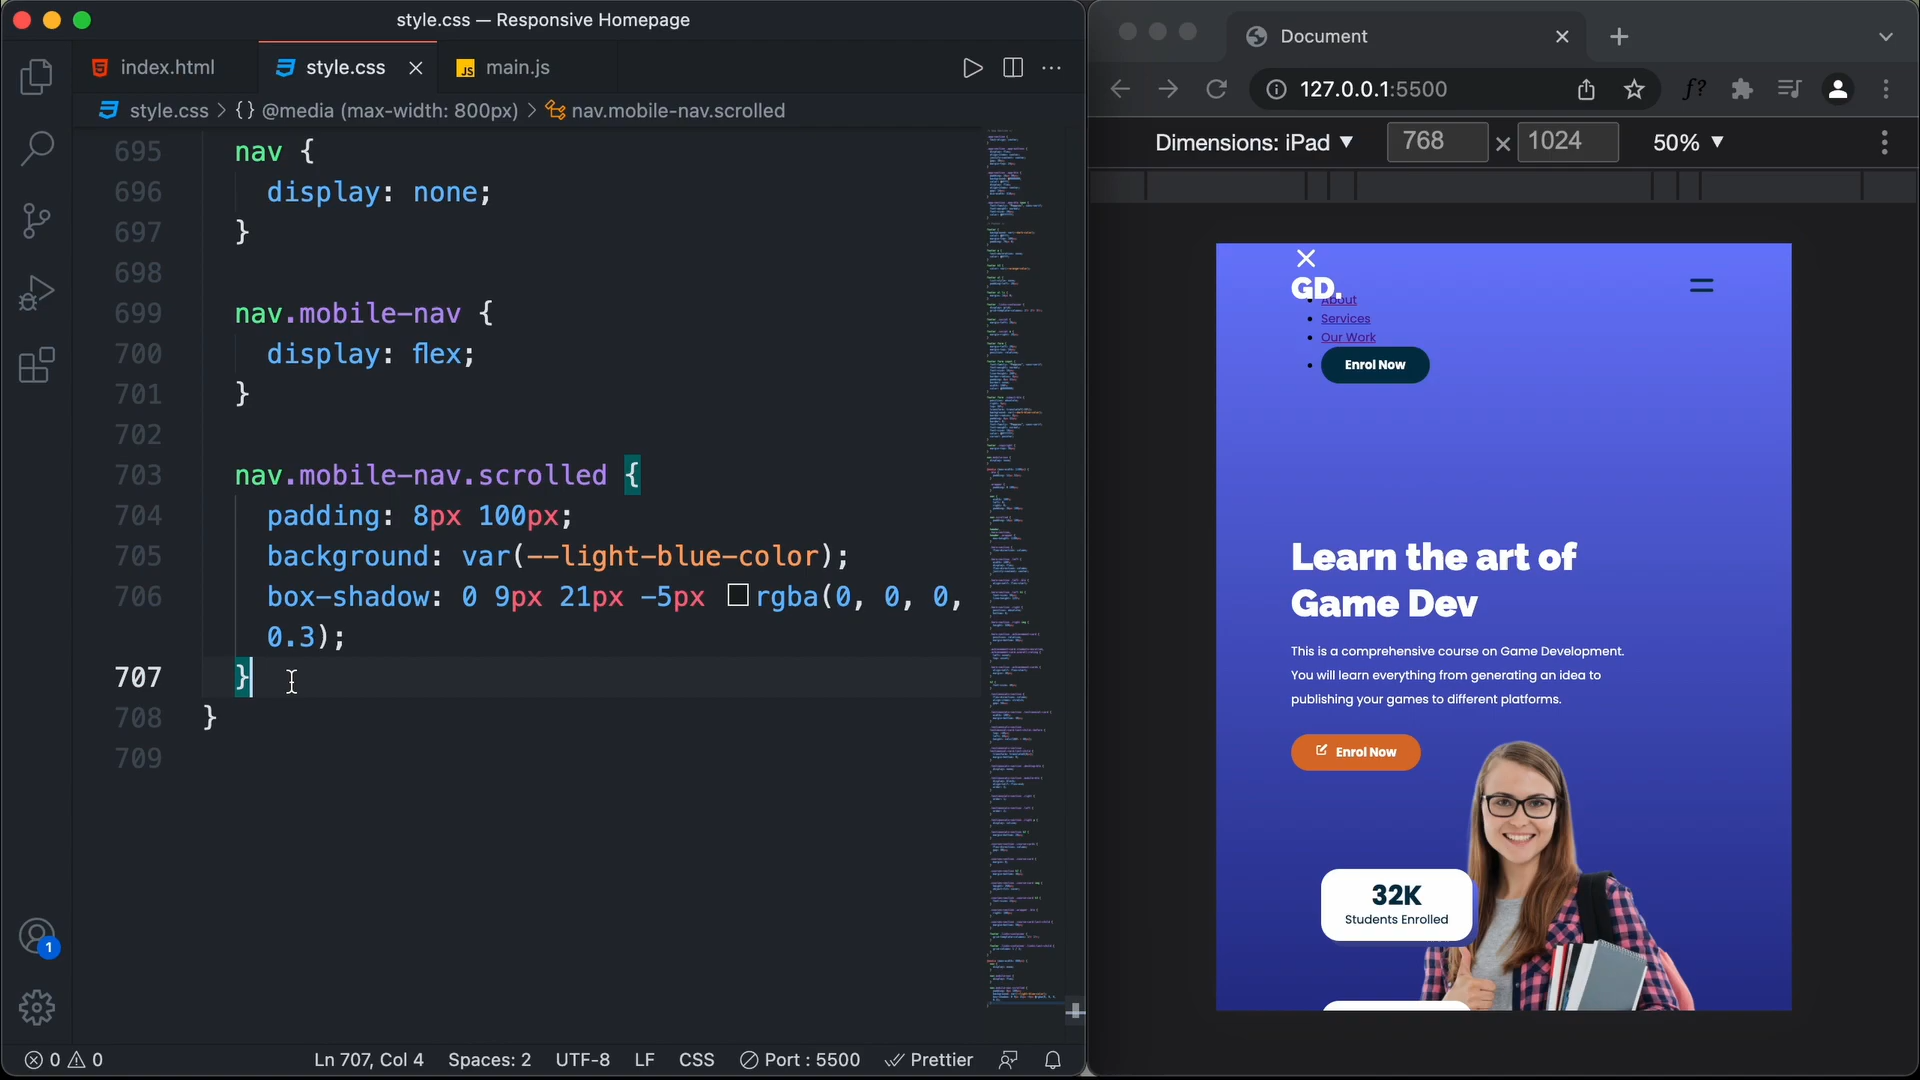 style.css — Responsive Homepage
index.html
style.css
JS main.js
style.css > {} @media (max-width: 800px) > nav.mobile-nav.scrolled
695 nav {
696 display: none;
697 }
698
699 nav.mobile-nav {
700 display: flex;
701 }
702
703 nav.mobile-nav.scrolled {
704 padding: 8px 100px;
705 background: var(--light-blue-color);
706 box-shadow: 0 9px 21px -5px rgba(0, 0, 0,
0.3);
707 }
708 }
709
1
0 0
Ln 707, Col 4
Spaces: 2
UTF-8
LF
CSS
Port : 5500
Prettier
Document
127.0.0.1:5500
f?
Dimensions: iPad ▼ 768 × 1024 50% ▼
GD.
About
Services
Our Work
Enrol Now
Learn the art of
Game Dev
This is a comprehensive course on Game Development.
You will learn everything from generating an idea to
publishing your games to different platforms.
Enrol Now
32K
Students Enrolled